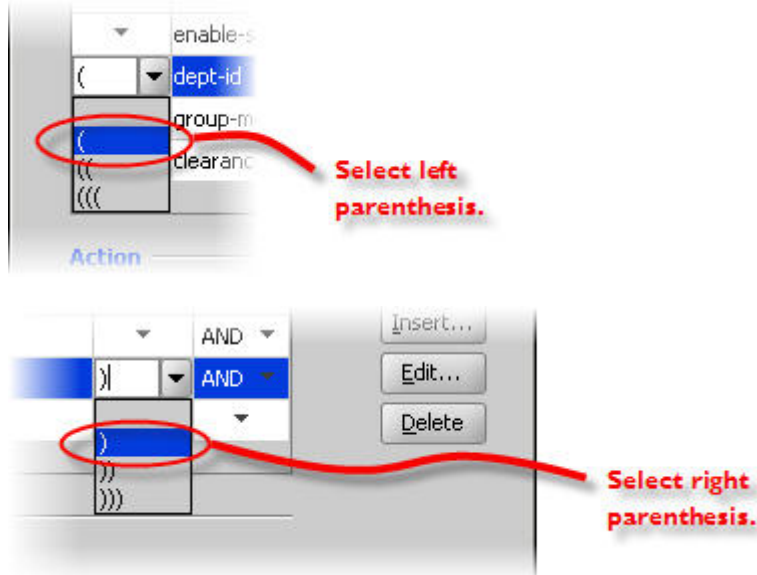 enable-s
( dept-id
group-m
(
clearanc
((
(((
Select left
parenthesis.
Action
Insert...
AND
) AND
Edit...
Delete
)
))
)))
Select right
parenthesis.